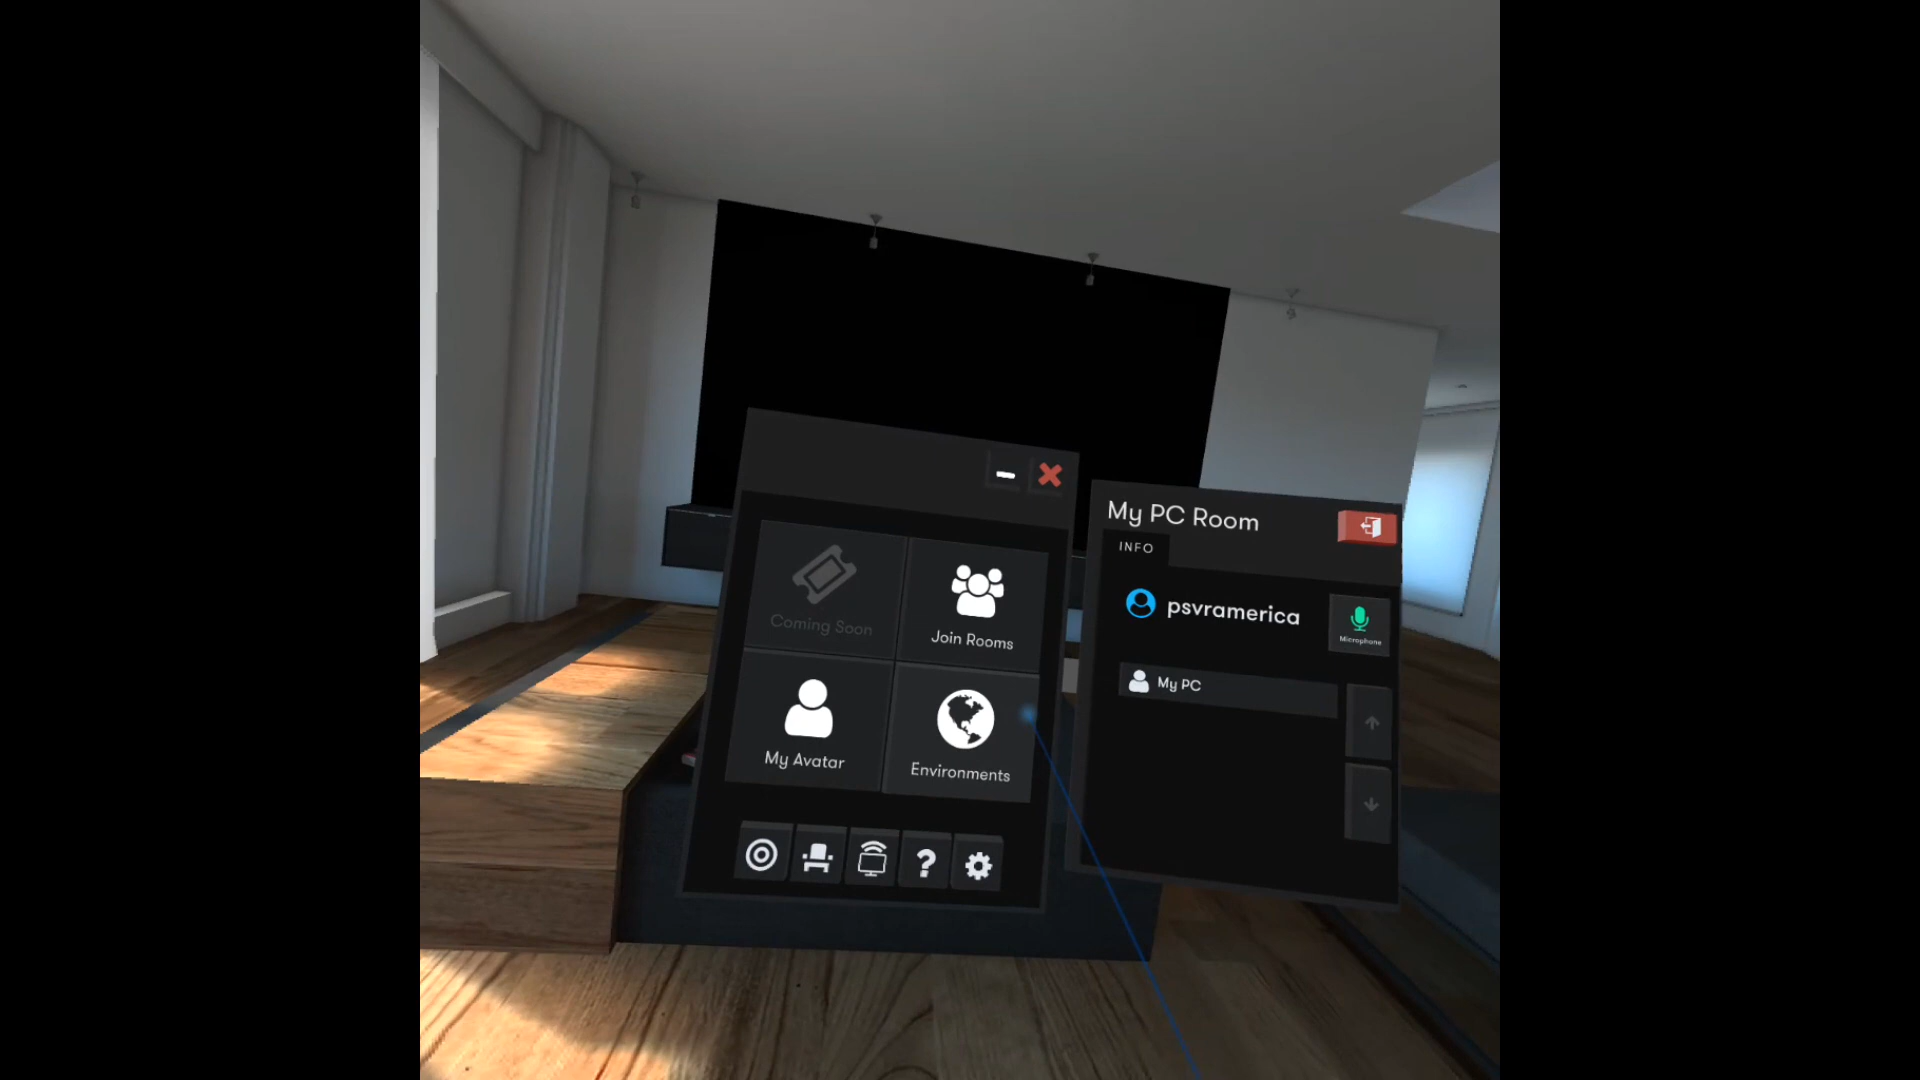 Coming Soon
Join Rooms
My Avatar
Environments
?
My PC Room
INFO
psvramerica
Microphone
My PC